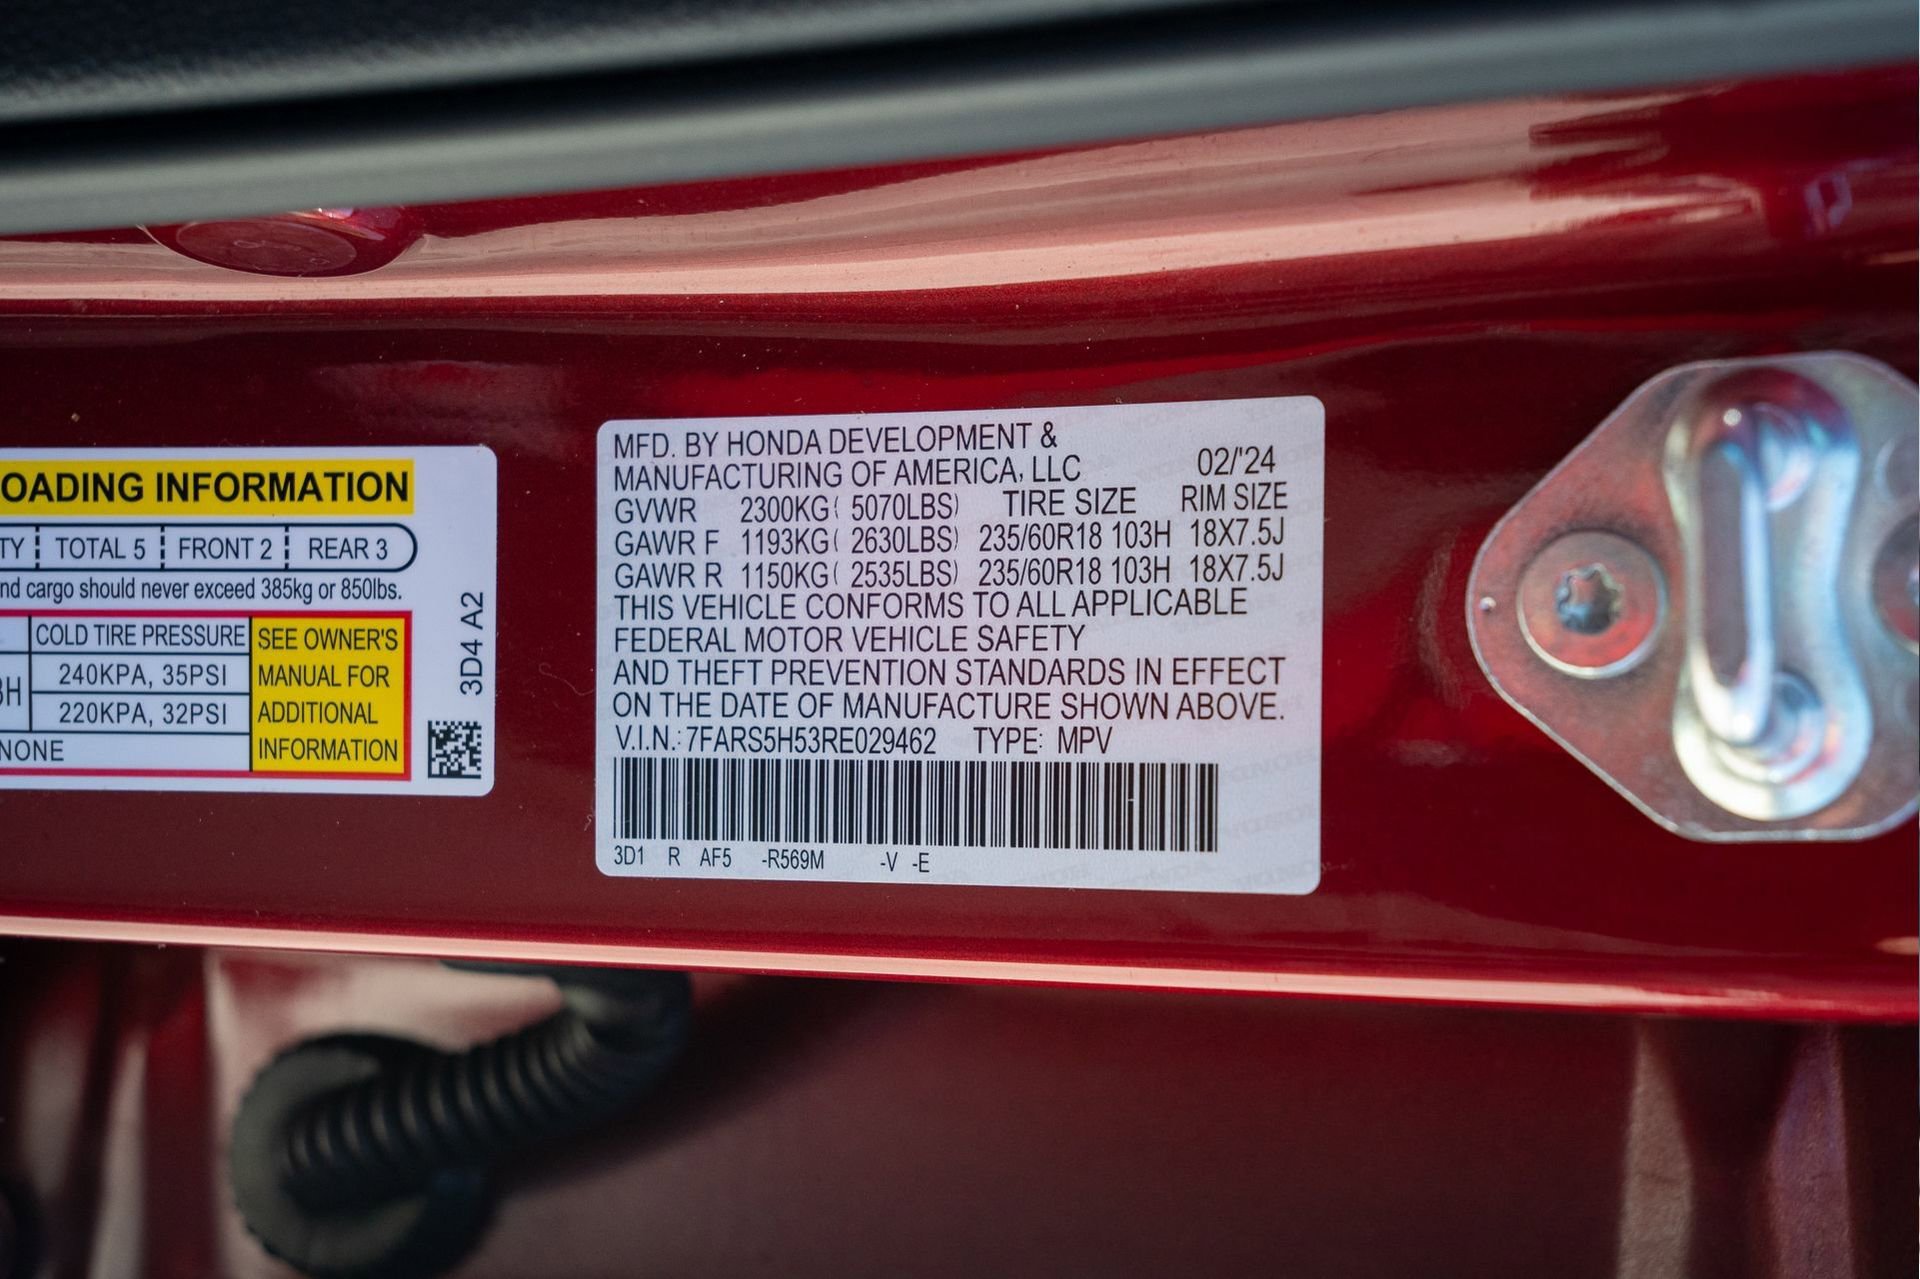 OADING INFORMATION
TY TOTAL 5 FRONT 2 REAR 3
nd cargo should never exceed 385kg or 850lbs.
COLD TIRE PRESSURE
240KPA, 35PSI
220KPA, 32PSI
NONE
SEE OWNER'S
MANUAL FOR
ADDITIONAL
INFORMATION
3D4 A2
MFD. BY HONDA DEVELOPMENT &
MANUFACTURING OF AMERICA, LLC 02/'24
GVWR 2300KG( 5070LBS) TIRE SIZE RIM SIZE
GAWR F 1193KG( 2630LBS) 235/60R18 103H 18X7.5J
GAWR R 1150KG( 2535LBS) 235/60R18 103H 18X7.5J
THIS VEHICLE CONFORMS TO ALL APPLICABLE
FEDERAL MOTOR VEHICLE SAFETY
AND THEFT PREVENTION STANDARDS IN EFFECT
ON THE DATE OF MANUFACTURE SHOWN ABOVE.
V.I.N.: 7FARS5H53RE029462 TYPE: MPV
3D1 R AF5 -R569M -V -E